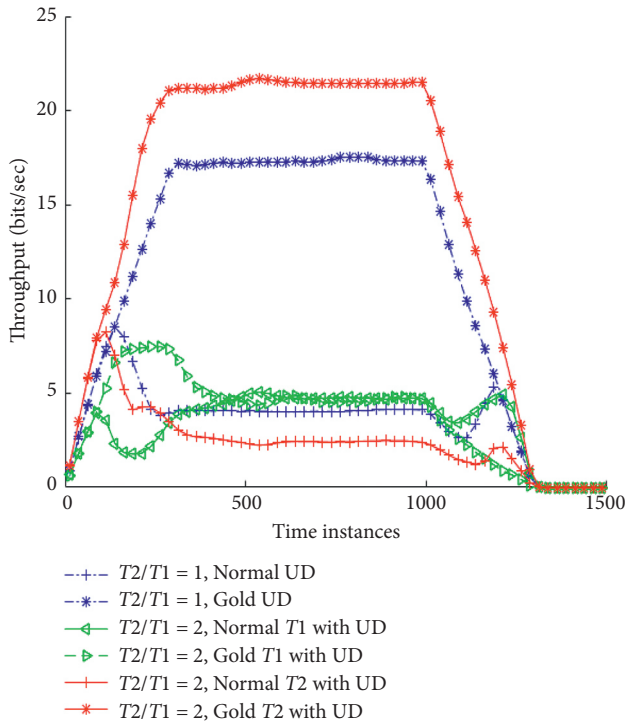 25
20
15
10
5
0
Throughput (bits/sec)
0 500 1000 1500
Time instances
T2/T1 = 1, Normal UD
T2/T1 = 1, Gold UD
T2/T1 = 2, Normal T1 with UD
T2/T1 = 2, Gold T1 with UD
T2/T1 = 2, Normal T2 with UD
T2/T1 = 2, Gold T2 with UD